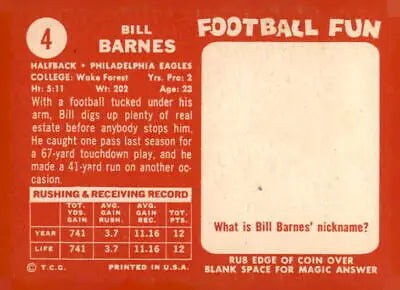 4
BILL
BARNES
HALFBACK • PHILADELPHIA EAGLES
COLLEGE: Wake Forest Yrs. Pro: 2
Ht: 5:11 Wt: 202 Age: 23
With a football tucked under his
arm, Bill digs up plenty of real
estate before anybody stops him.
He caught one pass last season for
a 67-yard touchdown play, and he
made a 41-yard run on another oc-
casion.
RUSHING & RECEIVING RECORD
TOT. AVG. AVG. TOT.
YDS. GAIN GAIN PTS.
GAIN RUSH. REC.
YEAR 741 3.7 11.16 12
LIFE 741 3.7 11.16 12
© T.C.G. PRINTED IN U.S.A.
FOOTBALL FUN
What is Bill Barnes' nickname?
RUB EDGE OF COIN OVER
BLANK SPACE FOR MAGIC ANSWER